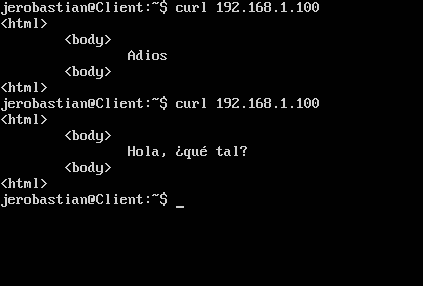 jerobastian@Client:~$ curl 192.168.1.100
<html>
<body>
Adios
<body>
<html>
jerobastian@Client:~$ curl 192.168.1.100
<html>
<body>
Hola, ¿qué tal?
<body>
<html>
jerobastian@Client:~$ _